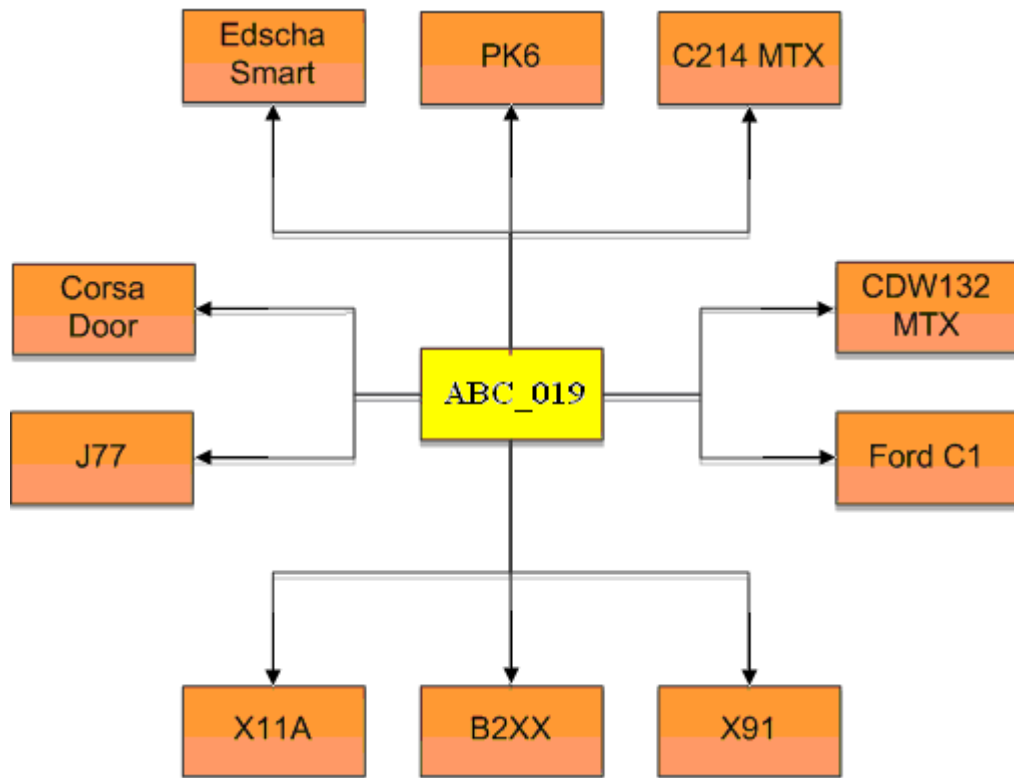 Edscha
Smart
PK6
C214 MTX
Corsa
Door
CDW132
MTX
ABC_019
J77
Ford C1
X11A
B2XX
X91